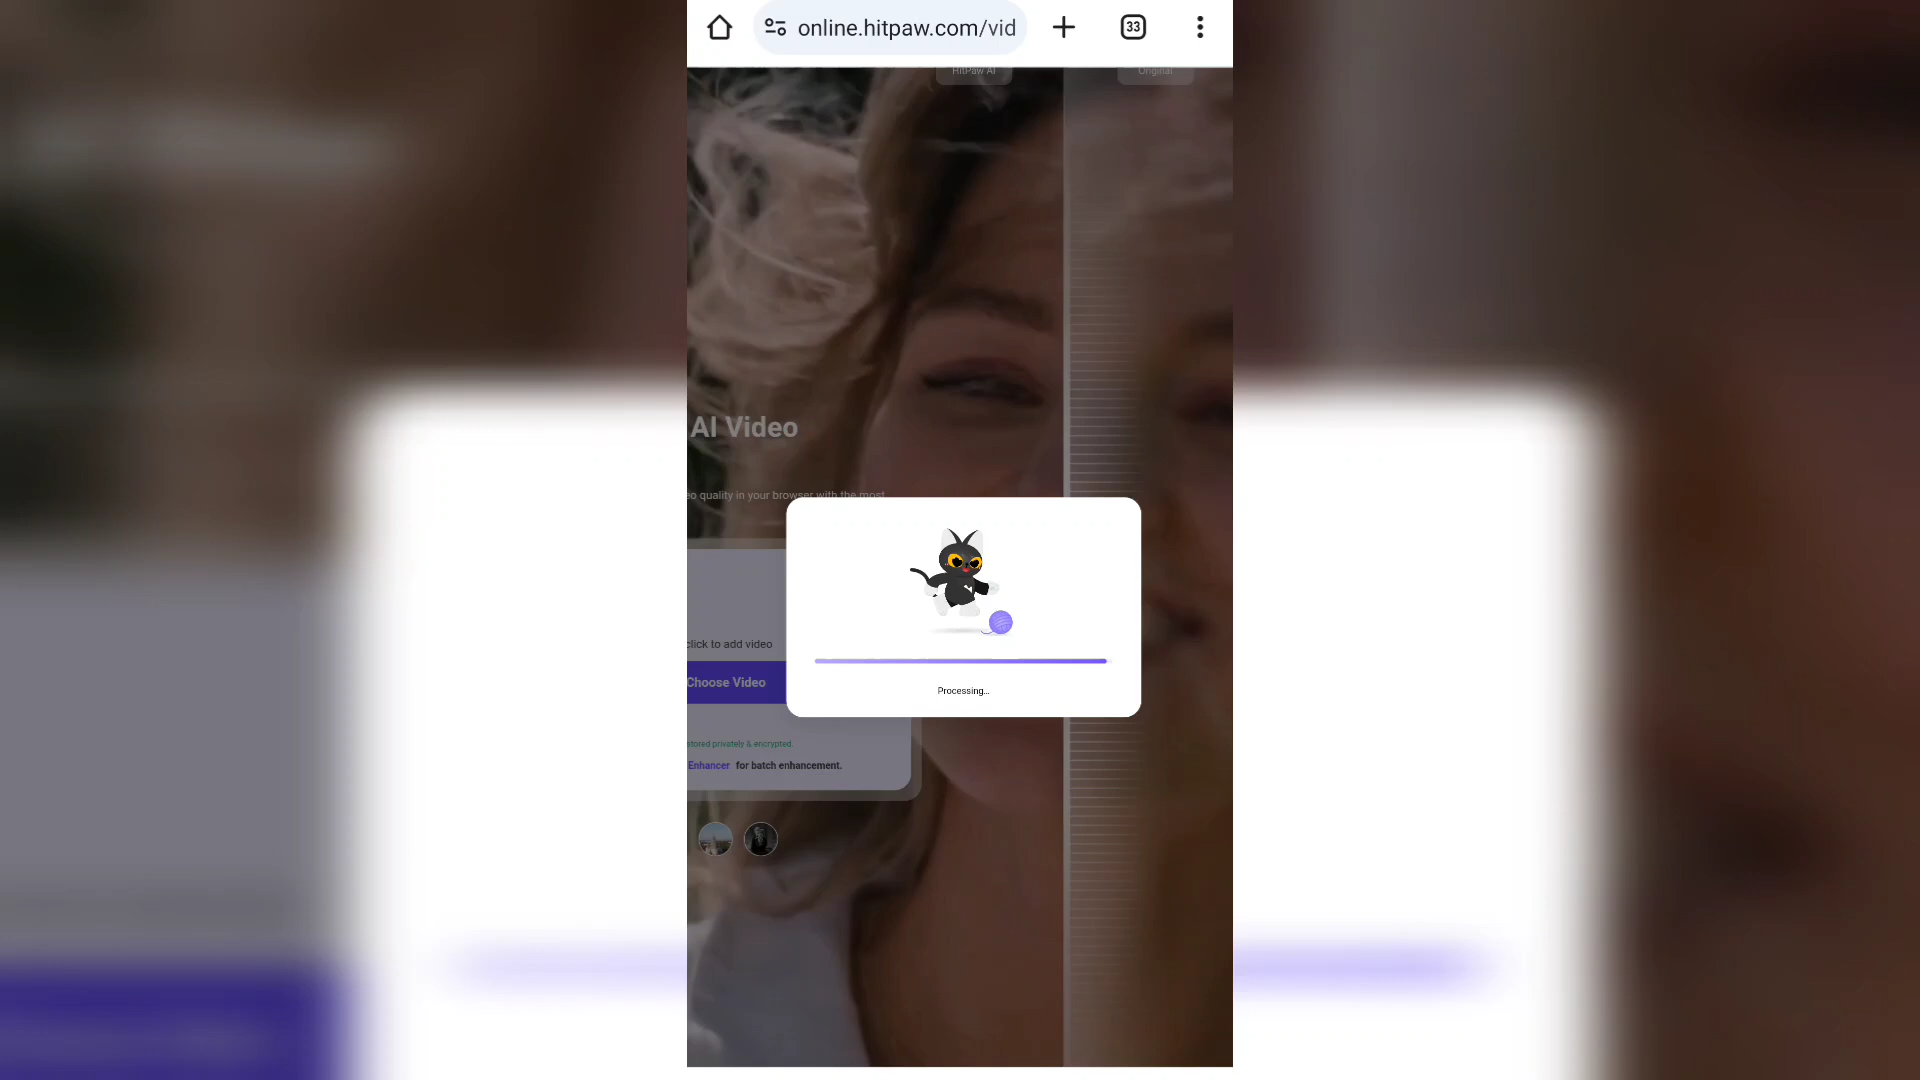 online.hitpaw.com/vid
33
HitPaw AI
Original
AI Video
quality in your browser with the most
click to add video
Choose Video
stored privately & encrypted.
Enhancer for batch enhancement.
Processing...